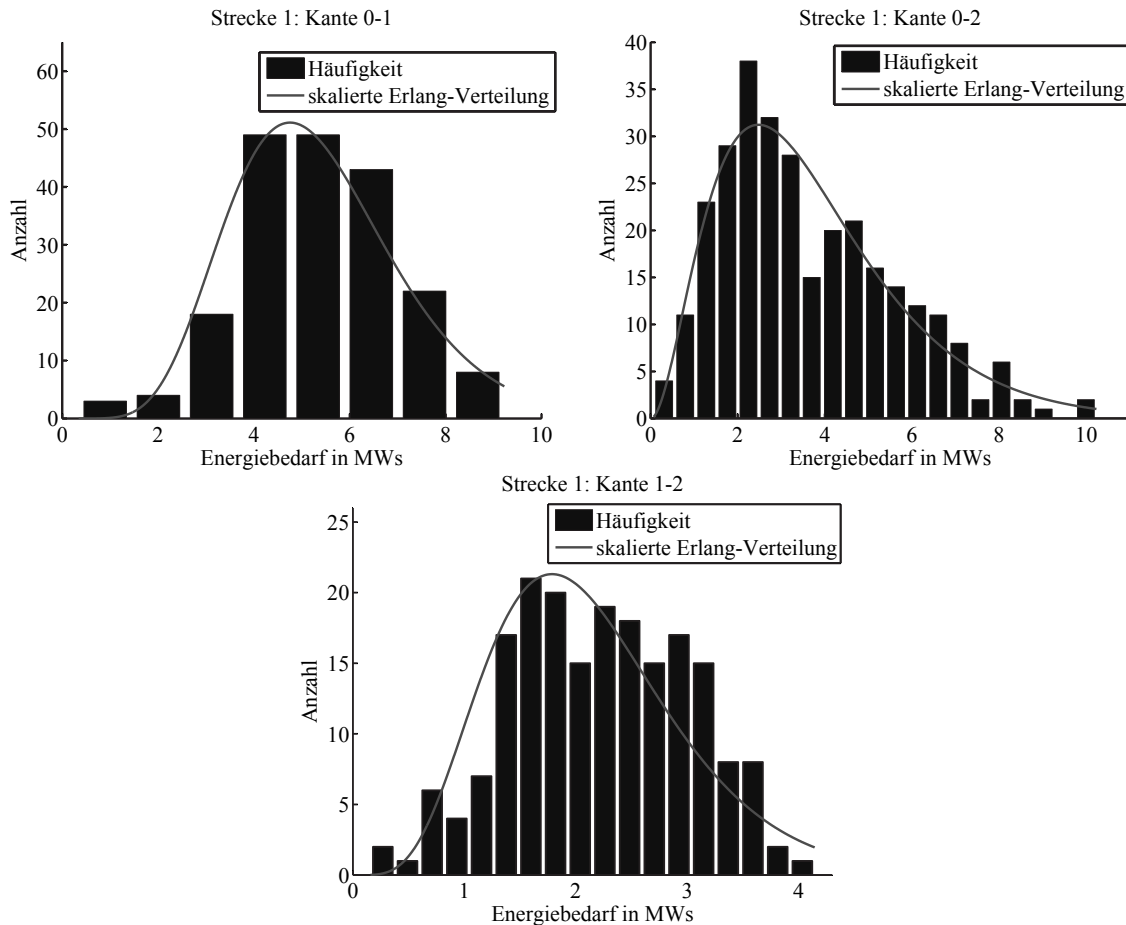 Strecke 1: Kante 0-1
Häufigkeit
skalierte Erlang-Verteilung
Anzahl
60
50
40
30
20
10
0
0 2 4 6 8 10
Energiebedarf in MWs
Strecke 1: Kante 0-2
Häufigkeit
skalierte Erlang-Verteilung
Anzahl
40
35
30
25
20
15
10
5
0
0 2 4 6 8 10
Energiebedarf in MWs
Strecke 1: Kante 1-2
Häufigkeit
skalierte Erlang-Verteilung
Anzahl
25
20
15
10
5
0
0 1 2 3 4
Energiebedarf in MWs